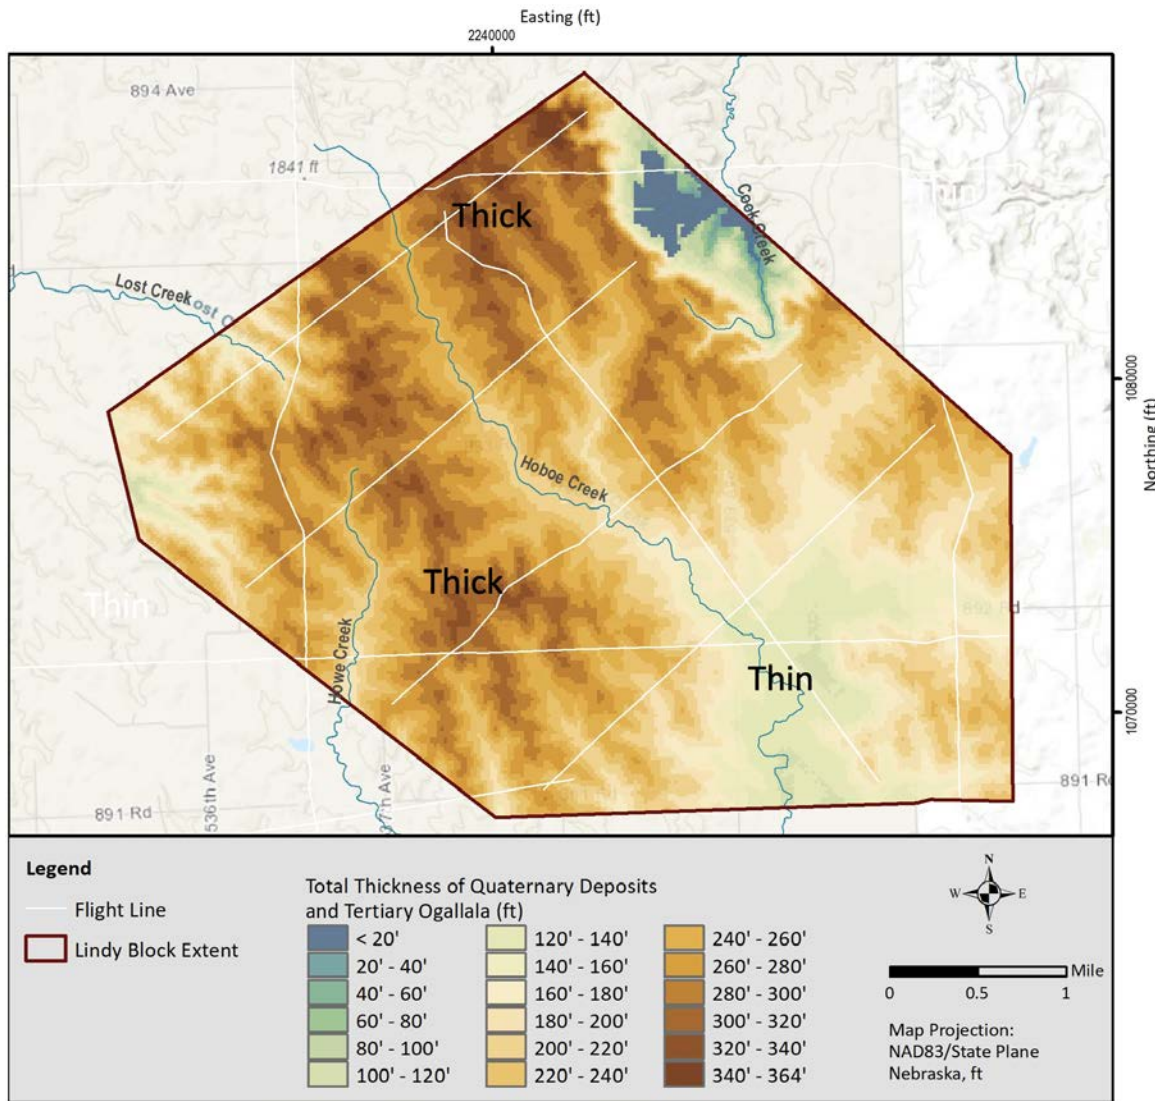 Easting (ft)
2240000
894 Ave
1841 ft
Thin
Thick
Cook Creek
Lost Creek
ost C
1080000
Northing (ft)
Hoboe Creek
Thick
Thin
892 Rd
Howe Creek
Thin
1070000
536th Ave
7th Ave
891 Rd
891 R
Legend
Flight Line
Lindy Block Extent
Total Thickness of Quaternary Deposits
and Tertiary Ogallala (ft)
< 20'
20' - 40'
40' - 60'
60' - 80'
80' - 100'
100' - 120'
120' - 140'
140' - 160'
160' - 180'
180' - 200'
200' - 220'
220' - 240'
240' - 260'
260' - 280'
280' - 300'
300' - 320'
320' - 340'
340' - 364'
N
W E
S
Mile
0 0.5 1
Map Projection:
NAD83/State Plane
Nebraska, ft